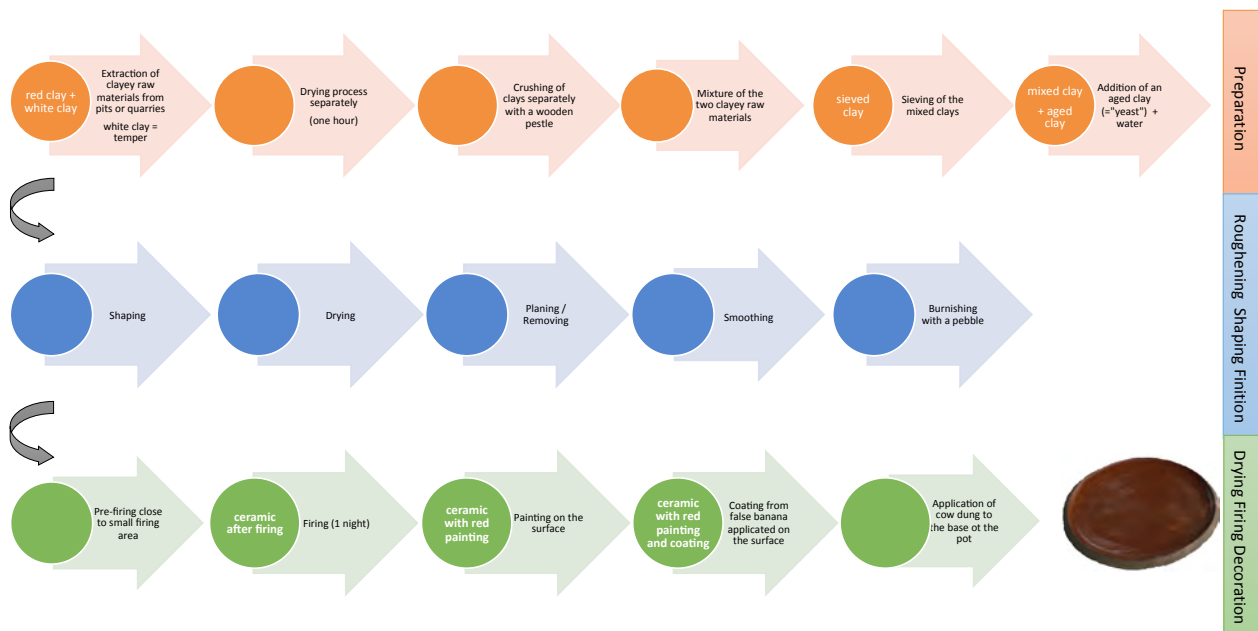 red clay +
white clay
Extraction of
clayey raw
materials from
pits or quarries
white clay =
temper
Drying process
separately
(one hour)
Crushing of
clays separately
with a wooden
pestle
Mixture of the
two clayey raw
materials
sieved
clay
Sieving of the
mixed clays
mixed clay
+ aged
clay
Addition of an
aged clay
(="yeast") +
water
Preparation
Shaping
Drying
Planing /
Removing
Smoothing
Burnishing
with a pebble
Roughening Shaping Finition
Pre-firing close
to small firing
area
ceramic
after firing
Firing (1 night)
ceramic
with red
painting
Painting on the
surface
ceramic
with red
painting
and coating
Coating from
false banana
applicated on
the surface
Application of
cow dung to
the base ot the
pot
Drying Firing Decoration